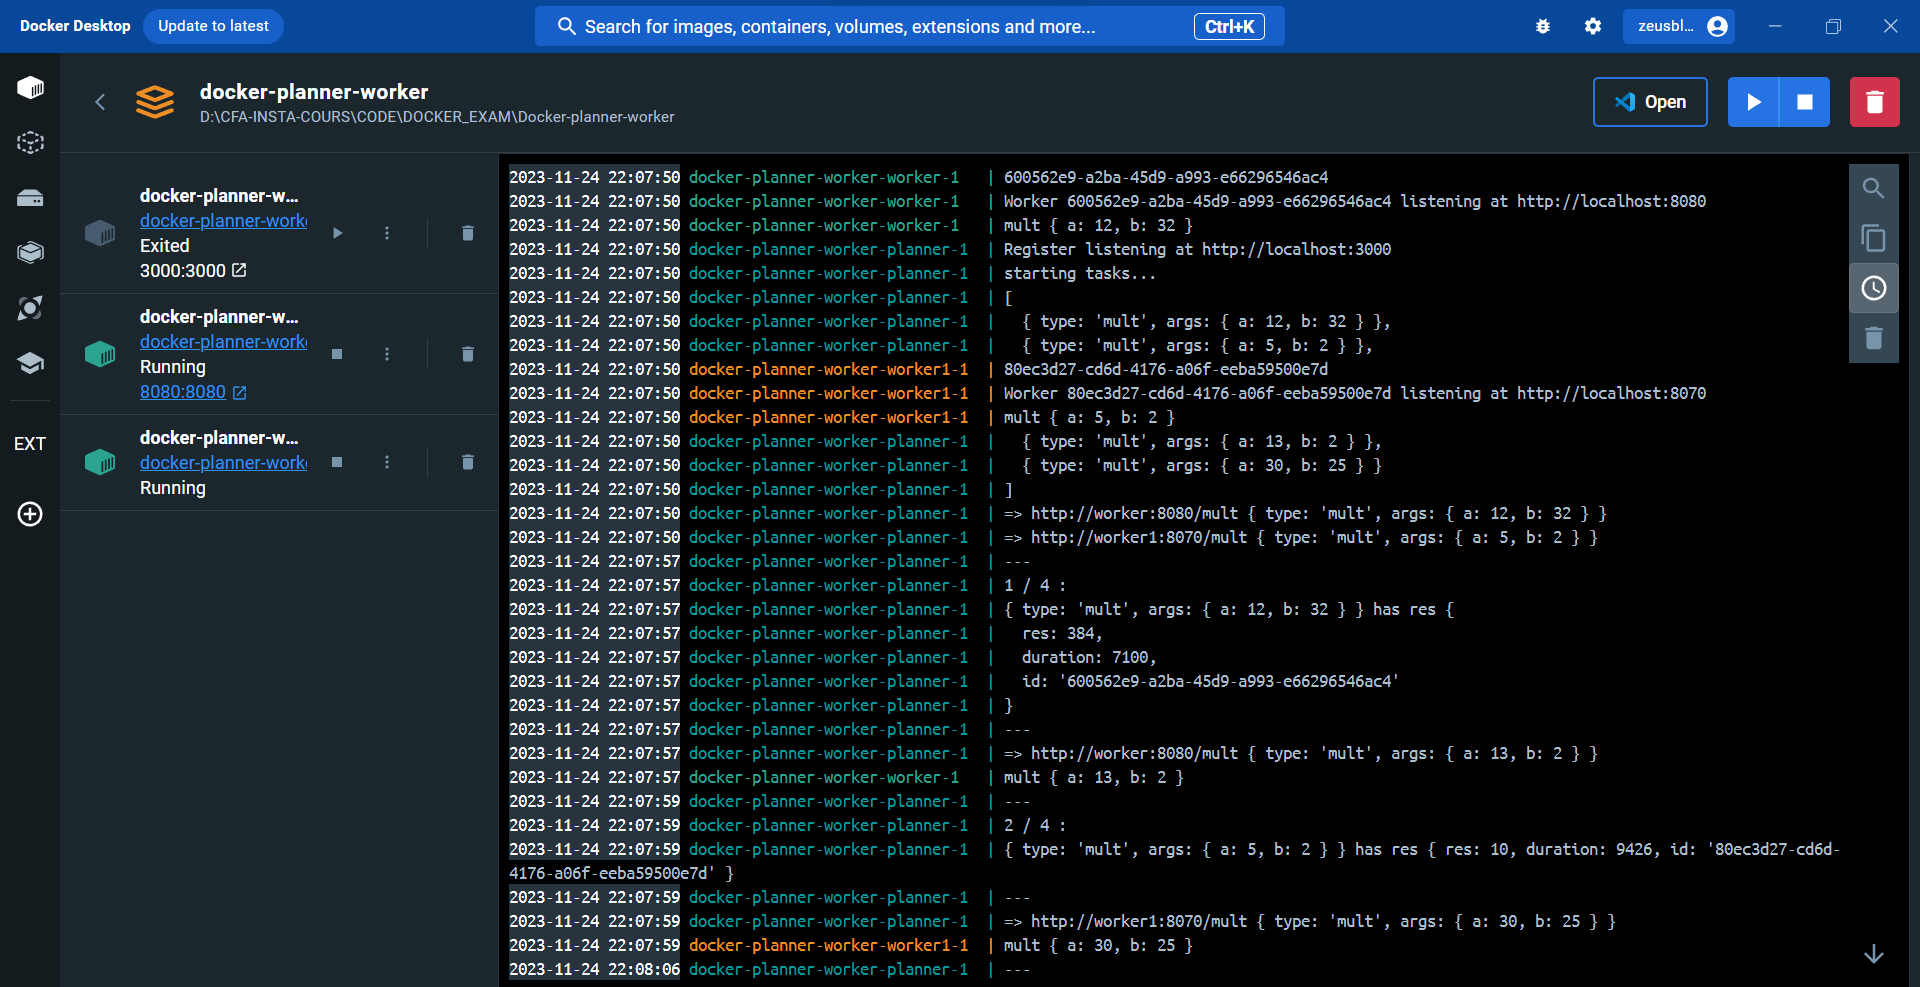 Docker Desktop
Update to latest
Search for images, containers, volumes, extensions and more...
Ctrl+K
zeusbl...
docker-planner-worker
D:\CFA-INSTA-COURS\CODE\DOCKER_EXAM\Docker-planner-worker
Open
EXT
docker-planner-w...
docker-planner-work
Exited
3000:3000
docker-planner-w...
docker-planner-work
Running
8080:8080
docker-planner-w...
docker-planner-work
Running
2023-11-24 22:07:50 docker-planner-worker-worker-1 | 600562e9-a2ba-45d9-a993-e66296546ac4
2023-11-24 22:07:50 docker-planner-worker-worker-1 | Worker 600562e9-a2ba-45d9-a993-e66296546ac4 listening at http://localhost:8080
2023-11-24 22:07:50 docker-planner-worker-worker-1 | mult { a: 12, b: 32 }
2023-11-24 22:07:50 docker-planner-worker-planner-1 | Register listening at http://localhost:3000
2023-11-24 22:07:50 docker-planner-worker-planner-1 | starting tasks...
2023-11-24 22:07:50 docker-planner-worker-planner-1 | [
2023-11-24 22:07:50 docker-planner-worker-planner-1 | { type: 'mult', args: { a: 12, b: 32 } },
2023-11-24 22:07:50 docker-planner-worker-planner-1 | { type: 'mult', args: { a: 5, b: 2 } },
2023-11-24 22:07:50 docker-planner-worker-worker1-1 | 80ec3d27-cd6d-4176-a06f-eeba59500e7d
2023-11-24 22:07:50 docker-planner-worker-worker1-1 | Worker 80ec3d27-cd6d-4176-a06f-eeba59500e7d listening at http://localhost:8070
2023-11-24 22:07:50 docker-planner-worker-worker1-1 | mult { a: 5, b: 2 }
2023-11-24 22:07:50 docker-planner-worker-planner-1 | { type: 'mult', args: { a: 13, b: 2 } },
2023-11-24 22:07:50 docker-planner-worker-planner-1 | { type: 'mult', args: { a: 30, b: 25 } }
2023-11-24 22:07:50 docker-planner-worker-planner-1 | ]
2023-11-24 22:07:50 docker-planner-worker-planner-1 | => http://worker:8080/mult { type: 'mult', args: { a: 12, b: 32 } }
2023-11-24 22:07:50 docker-planner-worker-planner-1 | => http://worker1:8070/mult { type: 'mult', args: { a: 5, b: 2 } }
2023-11-24 22:07:57 docker-planner-worker-planner-1 | ---
2023-11-24 22:07:57 docker-planner-worker-planner-1 | 1 / 4 :
2023-11-24 22:07:57 docker-planner-worker-planner-1 | { type: 'mult', args: { a: 12, b: 32 } } has res {
2023-11-24 22:07:57 docker-planner-worker-planner-1 | res: 384,
2023-11-24 22:07:57 docker-planner-worker-planner-1 | duration: 7100,
2023-11-24 22:07:57 docker-planner-worker-planner-1 | id: '600562e9-a2ba-45d9-a993-e66296546ac4'
2023-11-24 22:07:57 docker-planner-worker-planner-1 | }
2023-11-24 22:07:57 docker-planner-worker-planner-1 | ---
2023-11-24 22:07:57 docker-planner-worker-planner-1 | => http://worker:8080/mult { type: 'mult', args: { a: 13, b: 2 } }
2023-11-24 22:07:57 docker-planner-worker-worker-1 | mult { a: 13, b: 2 }
2023-11-24 22:07:59 docker-planner-worker-planner-1 | ---
2023-11-24 22:07:59 docker-planner-worker-planner-1 | 2 / 4 :
2023-11-24 22:07:59 docker-planner-worker-planner-1 | { type: 'mult', args: { a: 5, b: 2 } } has res { res: 10, duration: 9426, id: '80ec3d27-cd6d-
4176-a06f-eeba59500e7d' }
2023-11-24 22:07:59 docker-planner-worker-planner-1 | ---
2023-11-24 22:07:59 docker-planner-worker-planner-1 | => http://worker1:8070/mult { type: 'mult', args: { a: 30, b: 25 } }
2023-11-24 22:07:59 docker-planner-worker-worker1-1 | mult { a: 30, b: 25 }
2023-11-24 22:08:06 docker-planner-worker-planner-1 | ---